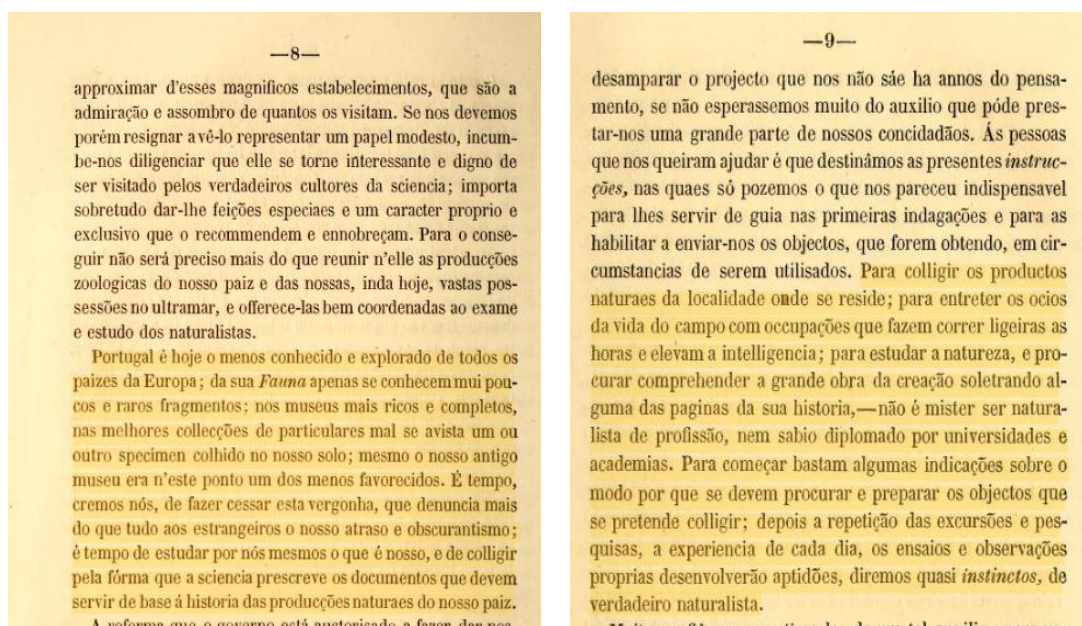 —8—
approximar d'esses magnificos estabelecimentos, que são a
admiração e assombro de quantos os visitam. Se nos devemos
porém resignar a vê-lo representar um papel modesto, incum-
be-nos diligenciar que elle se torne interessante e digno de
ser visitado pelos verdadeiros cultores da sciencia; importa
sobretudo dar-lhe feições especiaes e um caracter proprio e
exclusivo que o recommendem e ennobreçam. Para o conse-
guir não será preciso mais do que reunir n'elle as producções
zoologicas do nosso paiz e das nossas, inda hoje, vastas pos-
sessões no ultramar, e offerece-las bem coordenadas ao exame
e estudo dos naturalistas.
Portugal é hoje o menos conhecido e explorado de todos os
paizes da Europa; da sua Fauna apenas se conhecem mui pou-
cos e raros fragmentos; nos museus mais ricos e completos,
nas melhores collecções de particulares mal se avista um ou
outro specimen colhido no nosso solo; mesmo o nosso antigo
museu era n'este ponto um dos menos favorecidos. É tempo,
cremos nós, de fazer cessar esta vergonha, que denuncia mais
do que tudo aos estrangeiros o nosso atraso e obscurantismo;
é tempo de estudar por nós mesmos o que é nosso, e de colligir
pela fórma que a sciencia prescreve os documentos que devem
servir de base á historia das producções naturaes do nosso paiz.
A reforma que o governo está auctorisado a fazer, dar-nos-
—9—
desamparar o projecto que nos não sáe ha annos do pensa-
mento, se não esperassemos muito do auxilio que póde pres-
tar-nos uma grande parte de nossos concidadãos. Ás pessoas
que nos queiram ajudar é que destinâmos as presentes instruc-
ções, nas quaes só pozemos o que nos pareceu indispensavel
para lhes servir de guia nas primeiras indagações e para as
habilitar a enviar-nos os objectos, que forem obtendo, em cir-
cumstancias de serem utilisados. Para colligir os productos
naturaes da localidade onde se reside; para entreter os ocios
da vida do campo com occupações que fazem correr ligeiras as
horas e elevam a intelligencia; para estudar a natureza, e pro-
curar comprehender a grande obra da creação soletrando al-
guma das paginas da sua historia,—não é mister ser natura-
lista de profissão, nem sabio diplomado por universidades e
academias. Para começar bastam algumas indicações sobre o
modo por que se devem procurar e preparar os objectos que
se pretende colligir; depois a repetição das excursões e pes-
quisas, a experiencia de cada dia, os ensaios e observações
proprias desenvolverão aptidões, diremos quasi instinctos, de
verdadeiro naturalista.